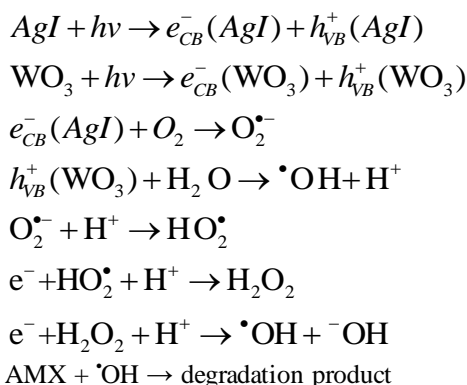 AgI + hν → e⁻_CB(AgI) + h⁺_VB(AgI)
WO₃ + hν → e⁻_CB(WO₃) + h⁺_VB(WO₃)
e⁻_CB(AgI) + O₂ → O₂•⁻
h⁺_VB(WO₃) + H₂ O → •OH + H⁺
O₂•⁻ + H⁺ → HO₂•
e⁻ + HO₂• + H⁺ → H₂O₂
e⁻ + H₂O₂ + H⁺ → •OH + ⁻OH
AMX + •OH → degradation product